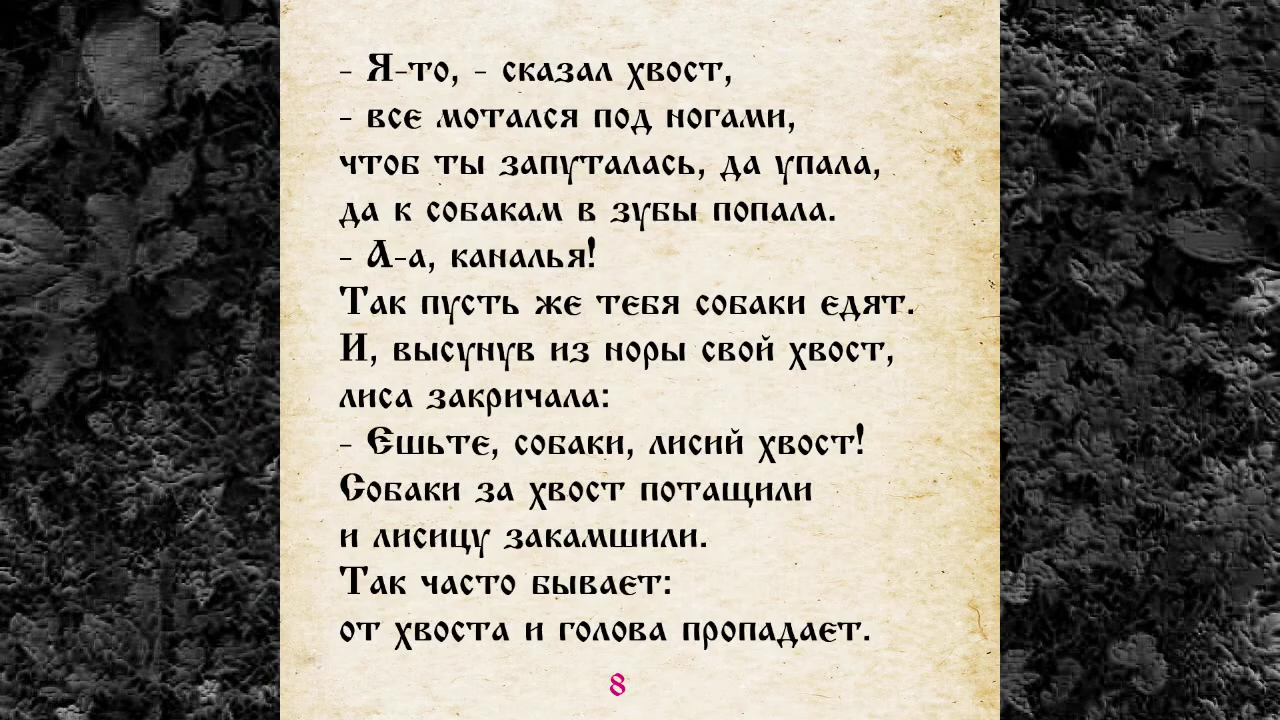 - Я-то, - сказал хвост,
- все мотался под ногами,
чтоб ты запуталась, да упала,
да к собакам в зубы попала.
- А-а, каналья!
Так пусть же тебя собаки едят.
И, высунув из норы свой хвост,
лиса закричала:
- Ешьте, собаки, лисий хвост!
Собаки за хвост потащили
и лисицу закамшили.
Так часто бывает:
от хвоста и голова пропадает.
8